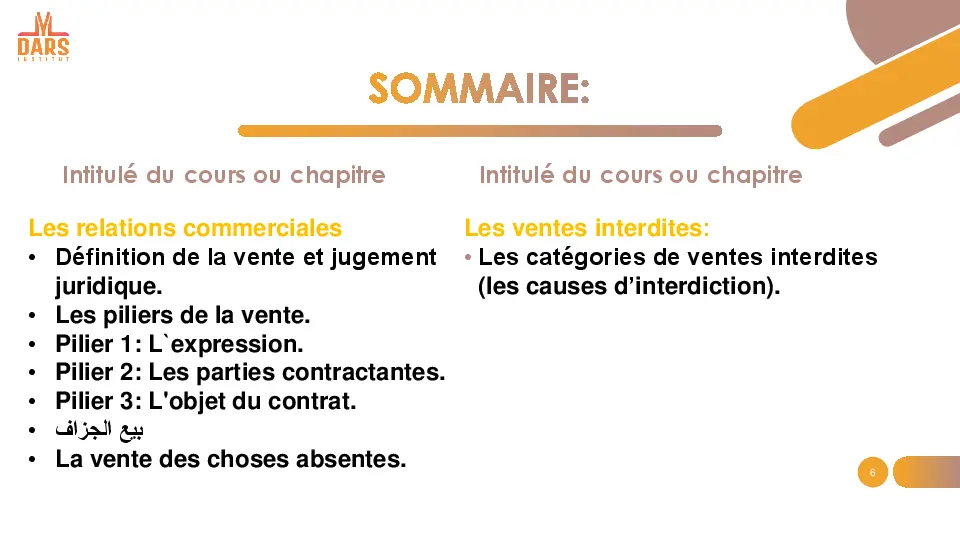 DARS
INSTITUT
SOMMAIRE:
Intitulé du cours ou chapitre
Les relations commerciales
• Définition de la vente et jugement
juridique.
• Les piliers de la vente.
• Pilier 1: L`expression.
• Pilier 2: Les parties contractantes.
• Pilier 3: L'objet du contrat.
• بيع الجزاف
• La vente des choses absentes.
Intitulé du cours ou chapitre
Les ventes interdites:
• Les catégories de ventes interdites
(les causes d’interdiction).
6